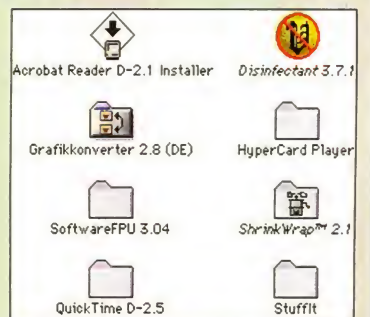 Acrobat Reader D-2.1 Installer
Disinfectant 3.7.1
Grafikkonverter 2.8 (DE)
HyperCard Player
SoftwareFPU 3.04
ShrinkWrap™ 2.1
QuickTime D-2.5
StuffIt